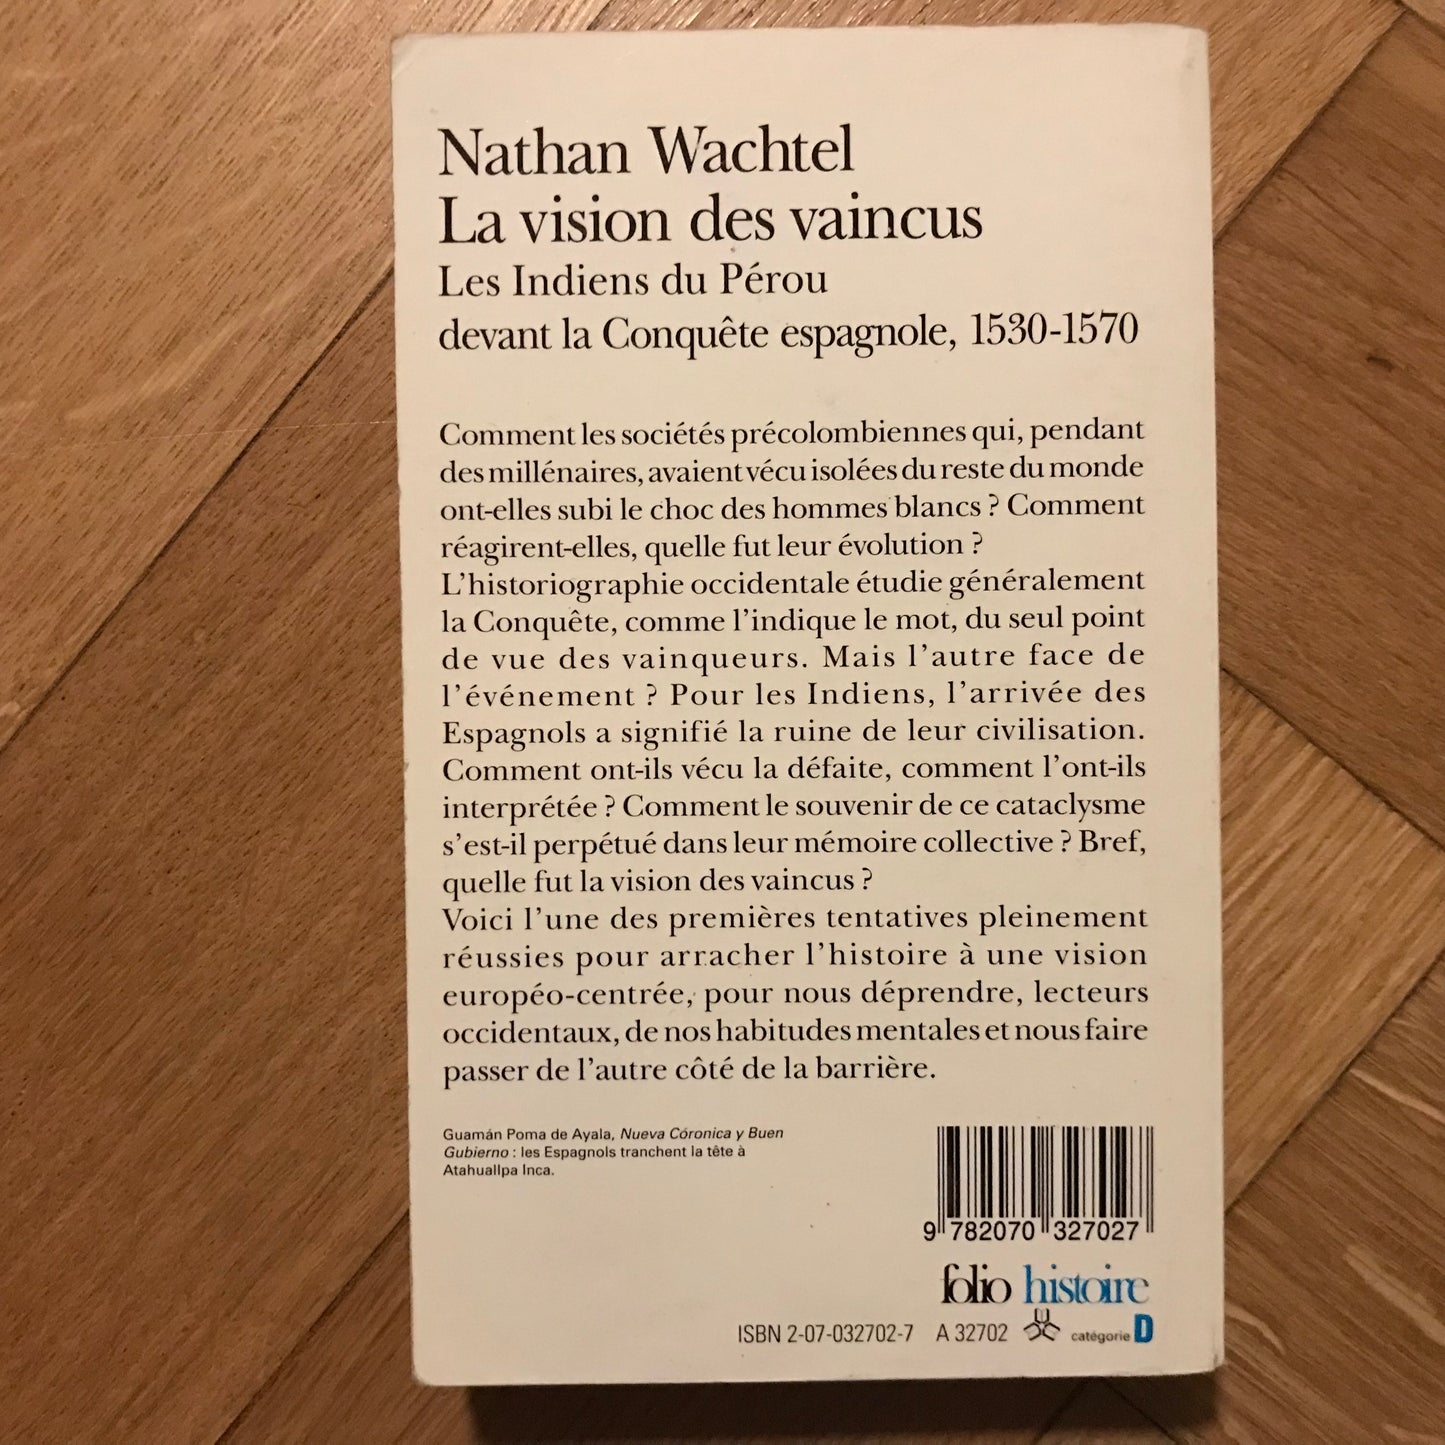 Nathan Wachtel
La vision des vaincus
Les Indiens du Pérou
devant la Conquête espagnole, 1530-1570
Comment les sociétés précolombiennes qui, pendant
des millénaires, avaient vécu isolées du reste du monde
ont-elles subi le choc des hommes blancs ? Comment
réagirent-elles, quelle fut leur évolution ?
L'historiographie occidentale étudie généralement
la Conquête, comme l'indique le mot, du seul point
de vue des vainqueurs. Mais l'autre face de
l'événement ? Pour les Indiens, l'arrivée des
Espagnols a signifié la ruine de leur civilisation.
Comment ont-ils vécu la défaite, comment l'ont-ils
interprétée ? Comment le souvenir de ce cataclysme
s'est-il perpétué dans leur mémoire collective ? Bref,
quelle fut la vision des vaincus ?
Voici l'une des premières tentatives pleinement
réussies pour arracher l'histoire à une vision
européo-centrée, pour nous déprendre, lecteurs
occidentaux, de nos habitudes mentales et nous faire
passer de l'autre côté de la barrière.
Guamán Poma de Ayala, Nueva Córonica y Buen
Gubierno : les Espagnols tranchent la tête à
Atahuallpa Inca.
9 782070 327027
folio histoire
ISBN 2-07-032702-7 A 32702 catégorie D